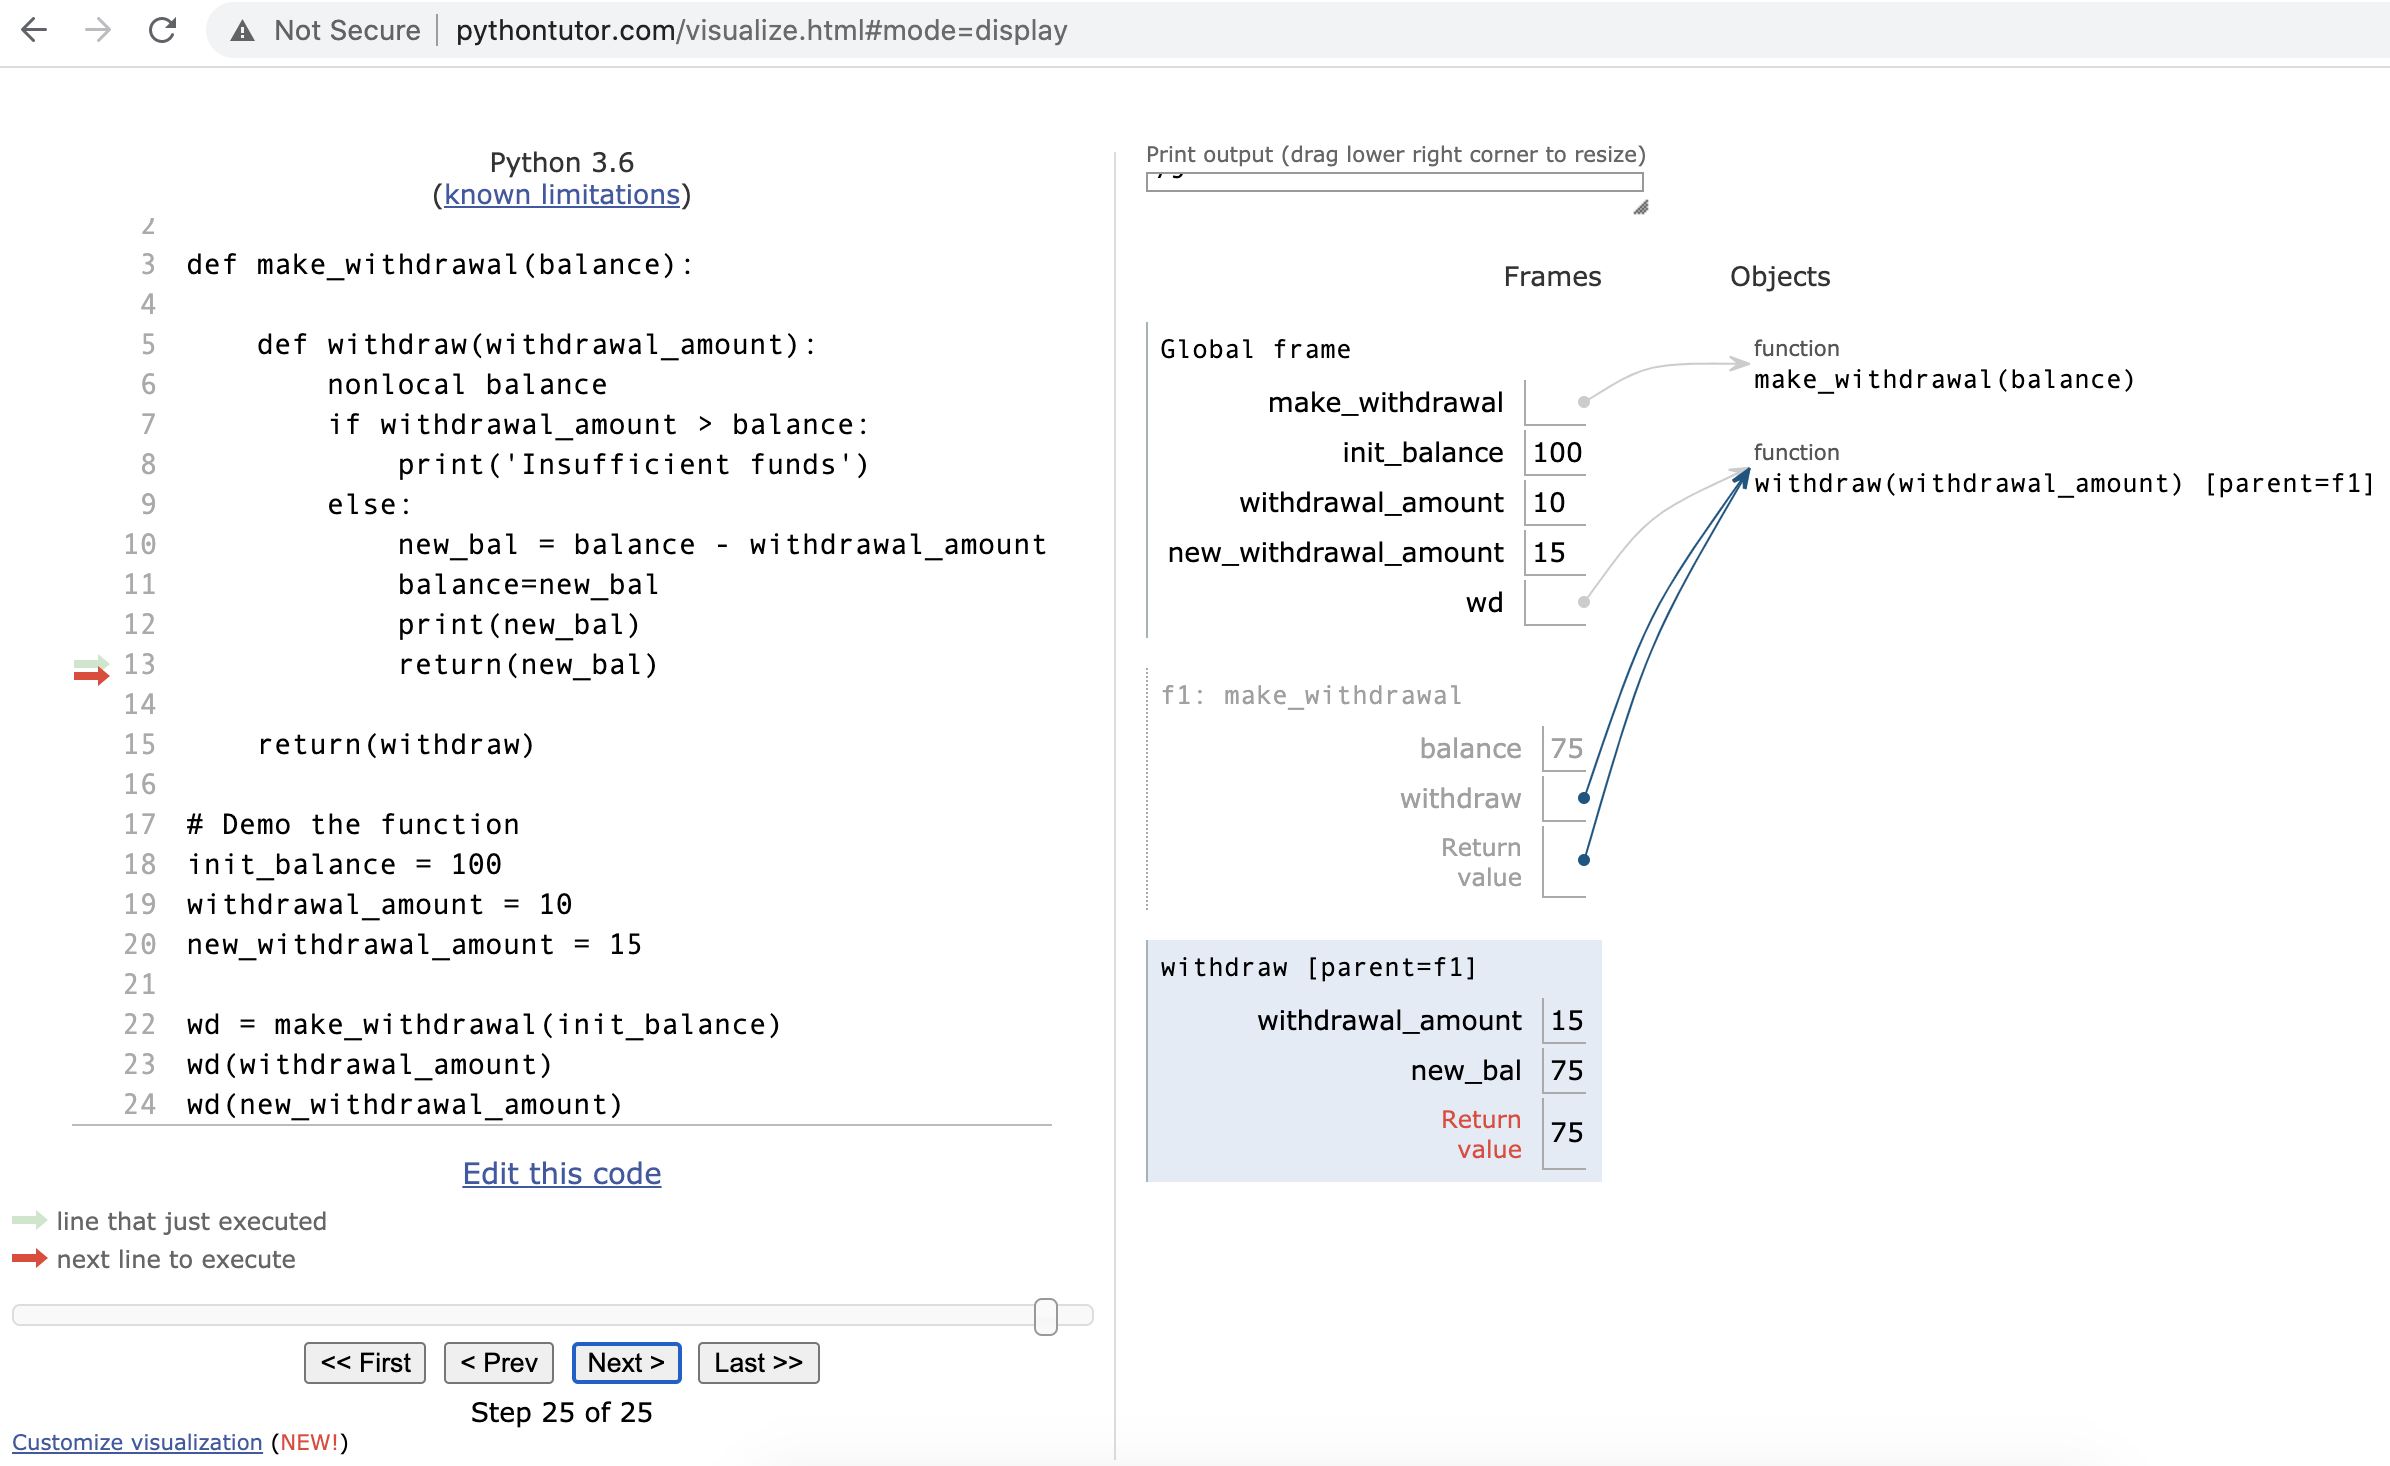 Not Secure | pythontutor.com/visualize.html#mode=display
Python 3.6
(known limitations)
2
3 def make_withdrawal(balance):
4
5     def withdraw(withdrawal_amount):
6         nonlocal balance
7         if withdrawal_amount > balance:
8             print('Insufficient funds')
9         else:
10             new_bal = balance - withdrawal_amount
11             balance=new_bal
12             print(new_bal)
13             return(new_bal)
14
15     return(withdraw)
16
17 # Demo the function
18 init_balance = 100
19 withdrawal_amount = 10
20 new_withdrawal_amount = 15
21
22 wd = make_withdrawal(init_balance)
23 wd(withdrawal_amount)
24 wd(new_withdrawal_amount)
Edit this code
line that just executed
next line to execute
<< First < Prev Next > Last >>
Step 25 of 25
Customize visualization (NEW!)
Print output (drag lower right corner to resize)
Frames Objects
Global frame
make_withdrawal
init_balance 100
withdrawal_amount 10
new_withdrawal_amount 15
wd
function
make_withdrawal(balance)
function
withdraw(withdrawal_amount) [parent=f1]
f1: make_withdrawal
balance 75
withdraw
Return
value
withdraw [parent=f1]
withdrawal_amount 15
new_bal 75
Return
value 75